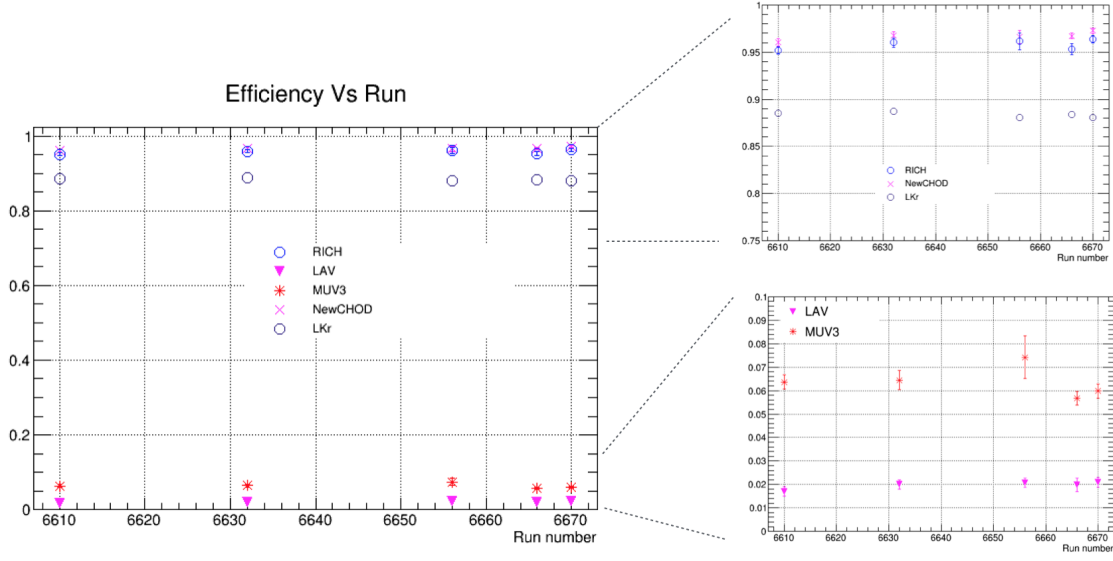 Efficiency Vs Run
1
0.8
0.6
0.4
0.2
0
RICH
LAV
MUV3
NewCHOD
LKr
6610 6620 6630 6640 6650 6660 6670
Run number
1
0.95
0.9
0.85
0.8
0.75
RICH
NewCHOD
LKr
6610 6620 6630 6640 6650 6660 6670
Run number
0.1
0.09
0.08
0.07
0.06
0.05
0.04
0.03
0.02
0.01
0
LAV
MUV3
6610 6620 6630 6640 6650 6660 6670
Run number